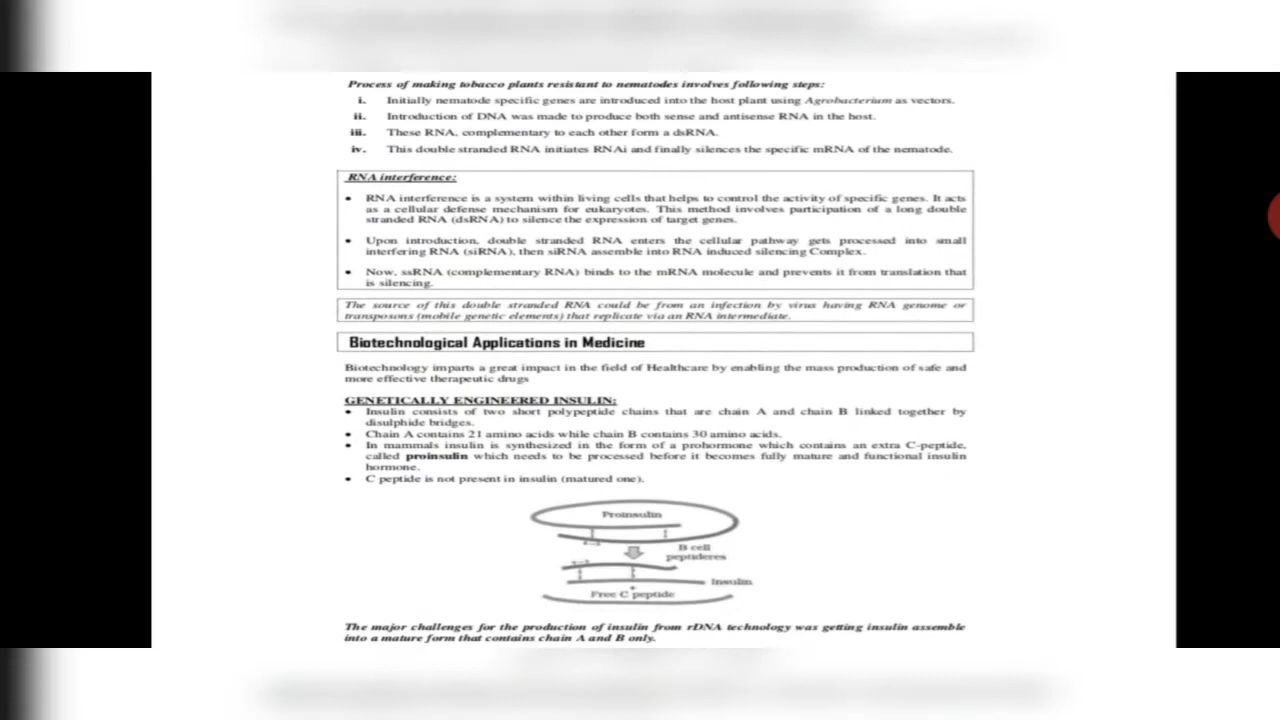 Process of making tobacco plants resistant to nematodes involves following steps:
i. Initially nematode specific genes are introduced into the host plant using Agrobacterium as vectors.
ii. Introduction of DNA was made to produce both sense and antisense RNA in the host.
iii. These RNA, complementary to each other form a dsRNA.
iv. This double stranded RNA initiates RNAi and finally silences the specific mRNA of the nematode.
RNA interference:
• RNA interference is a system within living cells that helps to control the activity of specific genes. It acts
as a cellular defense mechanism for eukaryotes. This method involves participation of a long double
stranded RNA (dsRNA) to silence the expression of target genes.
• Upon introduction, double stranded RNA enters the cellular pathway gets processed into small
interfering RNA (siRNA), then siRNA assemble into RNA induced silencing Complex.
• Now, ssRNA (complementary RNA) binds to the mRNA molecule and prevents it from translation that
is silencing.
The source of this double stranded RNA could be from an infection by virus having RNA genome or
transposons (mobile genetic elements) that replicate via an RNA intermediate.
Biotechnological Applications in Medicine
Biotechnology imparts a great impact in the field of Healthcare by enabling the mass production of safe and
more effective therapeutic drugs
GENETICALLY ENGINEERED INSULIN:
• Insulin consists of two short polypeptide chains that are chain A and chain B linked together by
disulphide bridges.
• Chain A contains 21 amino acids while chain B contains 30 amino acids.
• In mammals insulin is synthesized in the form of a prohormone which contains an extra C-peptide,
called proinsulin which needs to be processed before it becomes fully mature and functional insulin
hormone.
• C peptide is not present in insulin (matured one).
Proinsulin
B cell
peptideres
Insulin
+
Free C peptide
The major challenges for the production of insulin from rDNA technology was getting insulin assemble
into a mature form that contains chain A and B only.